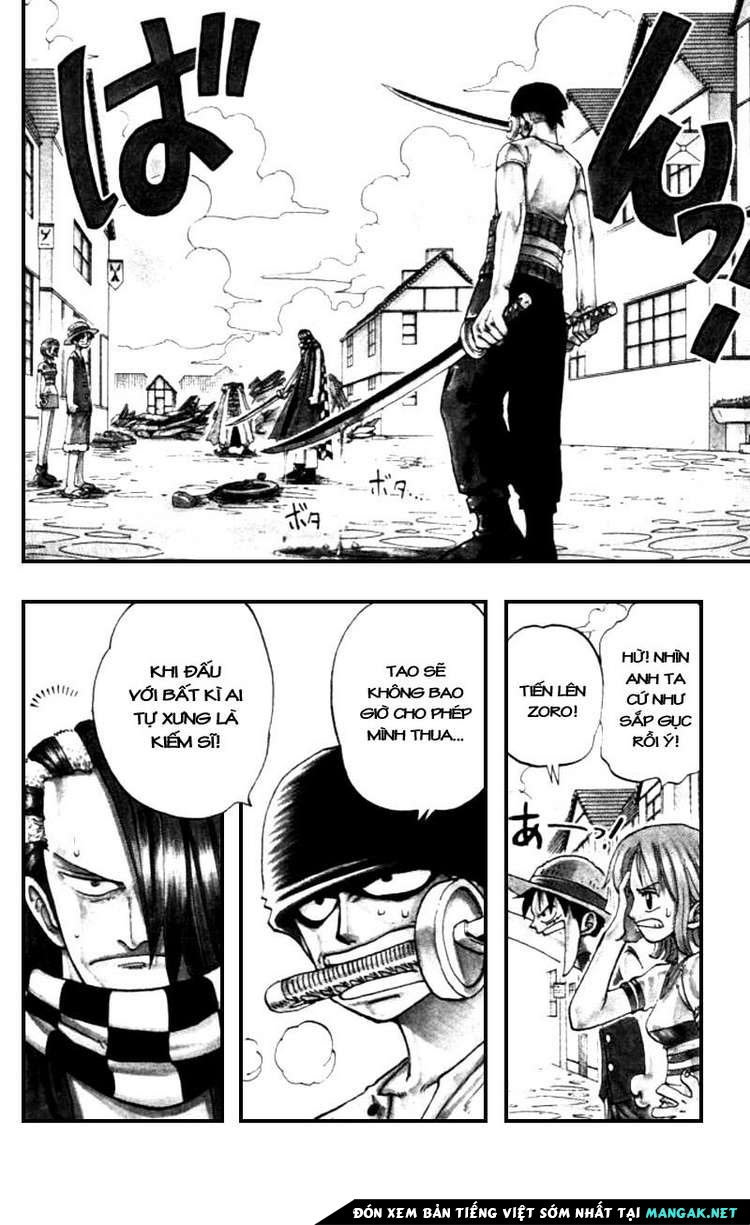 ばんっ!
ボタ
ボタ...
HỪ! NHÌN
ANH TA
CỨ NHƯ
SẮP GỤC
RỒI Ý!
TIẾN LÊN
ZORO!
あーっ!
TAO SẼ
KHÔNG BAO
GIỜ CHO PHÉP
MÌNH THUA...
KHI ĐẤU
VỚI BẤT KÌ AI
TỰ XƯNG LÀ
KIẾM SĨ!
ĐÓN XEM BẢN TIẾNG VIỆT SỚM NHẤT TẠI MANGAK.NET